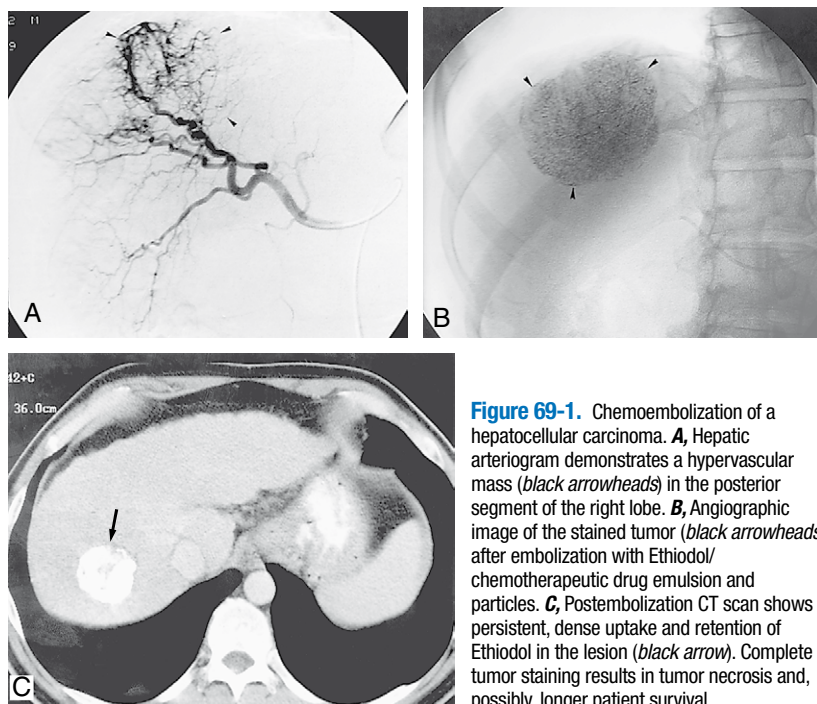 2 M
9
A
B
12+C
36.0cm
C
Figure 69-1. Chemoembolization of a
hepatocellular carcinoma. A, Hepatic
arteriogram demonstrates a hypervascular
mass (black arrowheads) in the posterior
segment of the right lobe. B, Angiographic
image of the stained tumor (black arrowheads
after embolization with Ethiodol/
chemotherapeutic drug emulsion and
particles. C, Postembolization CT scan shows
persistent, dense uptake and retention of
Ethiodol in the lesion (black arrow). Complete
tumor staining results in tumor necrosis and,
possibly, longer patient survival